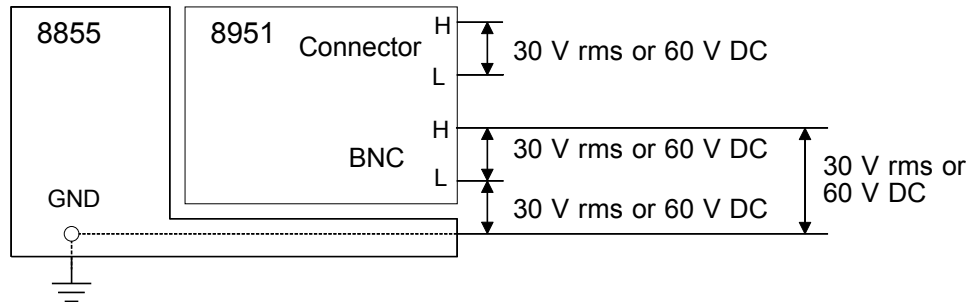 8855
8951
Connector
H
30 V rms or 60 V DC
L
H
BNC
30 V rms or 60 V DC
L
30 V rms or
60 V DC
GND
30 V rms or 60 V DC